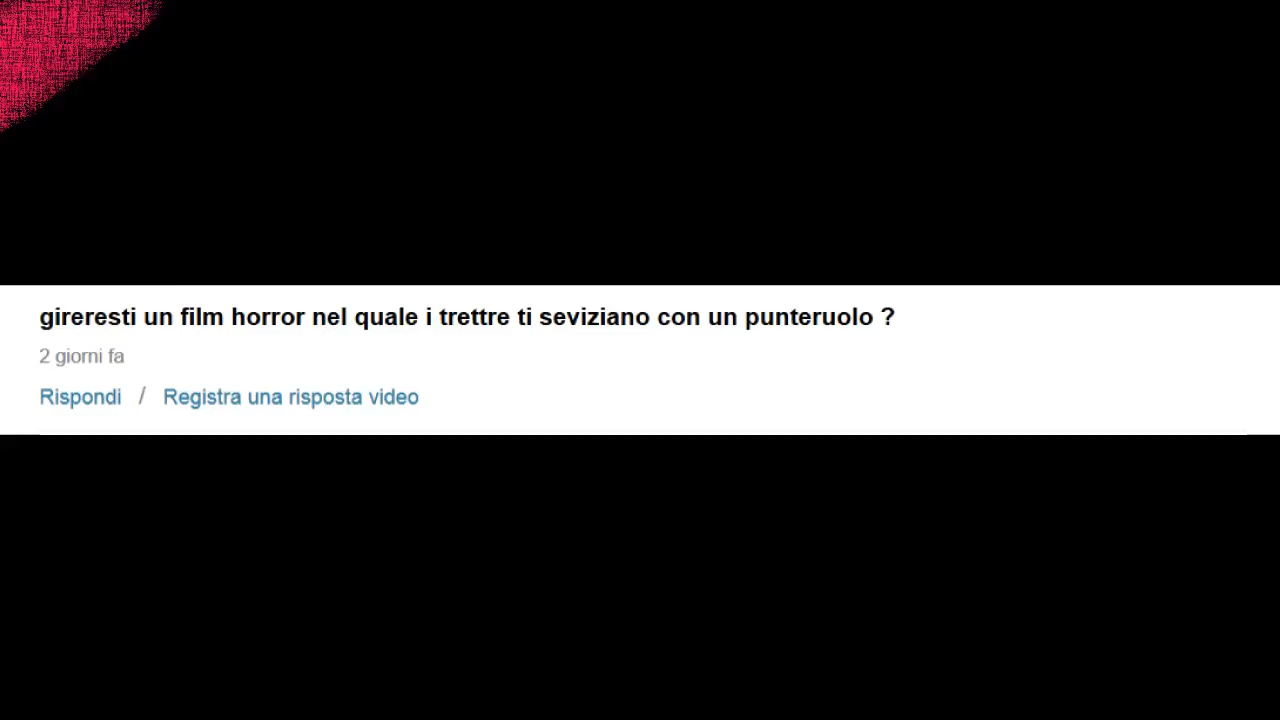 gireresti un film horror nel quale i trettre ti seviziano con un punteruolo ?
2 giorni fa
Rispondi / Registra una risposta video